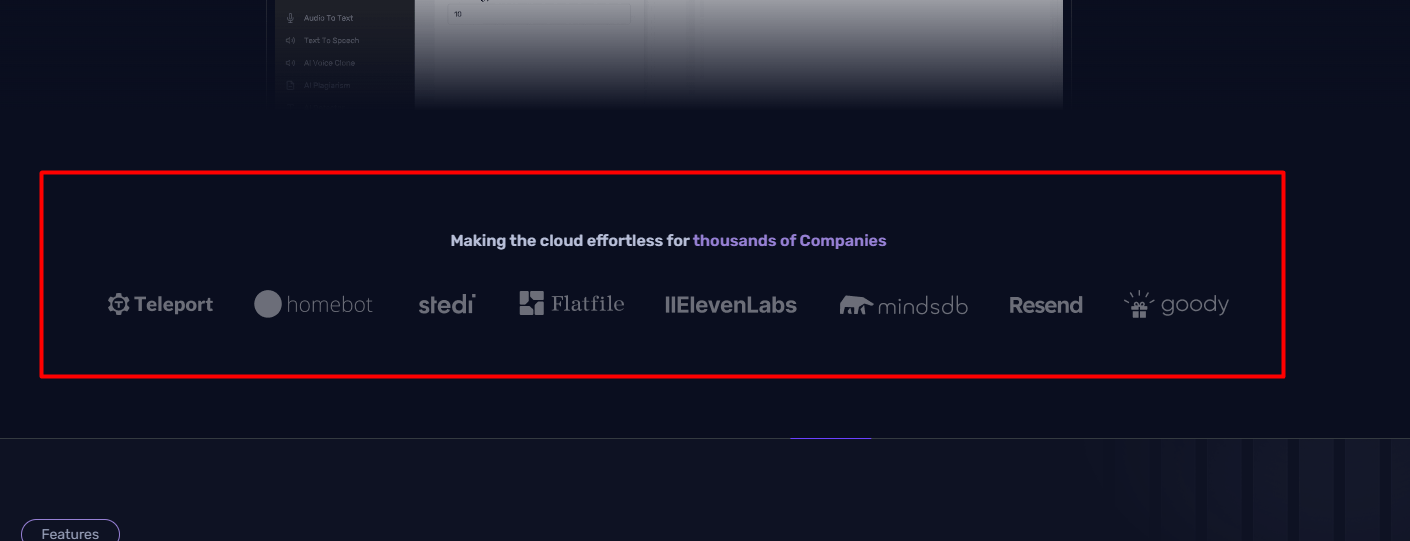 Audio To Text
10
Text To Speech
AI Voice Clone
AI Plagiarism
Making the cloud effortless for thousands of Companies
Teleport
homebot
stedi
Flatfile
IIElevenLabs
mindsdb
Resend
goody
Features